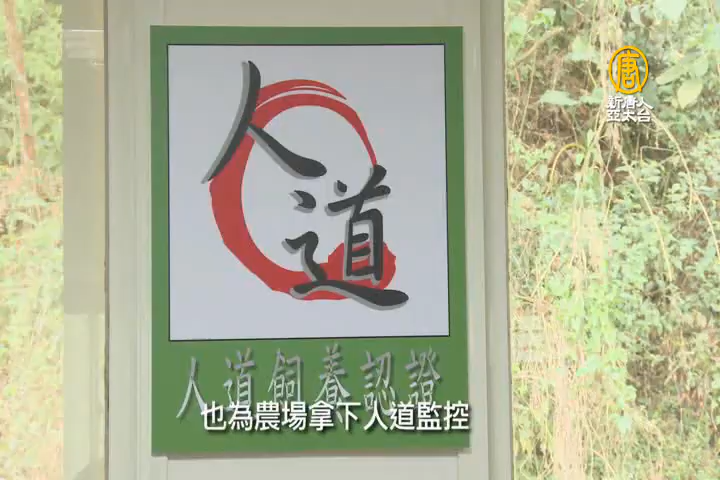 人道
唐
新唐人
亞太台
人道飼養認證
也為農場拿下人道監控